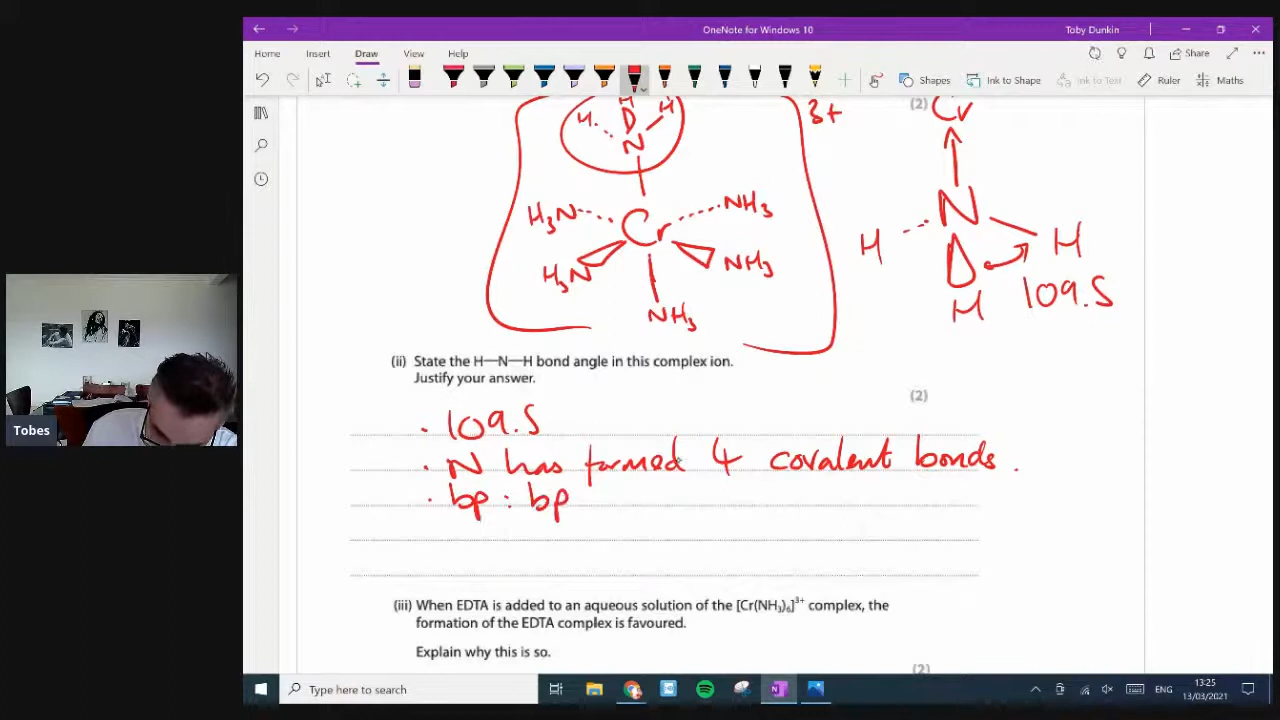 OneNote for Windows 10
Toby Dunkin
Home Insert Draw View Help
Share
Shapes Ink to Shape Ink to Text Ruler Maths
(2)
Cr
3+
H H H
N
H₃N NH₃
Cr
H₃N NH₃
NH₃
N
H H
H 109.5
(ii) State the H—N—H bond angle in this complex ion.
Justify your answer.
(2)
· 109.5
· N has formed 4 covalent bonds.
· bp : bp
(iii) When EDTA is added to an aqueous solution of the [Cr(NH₃)₆]³⁺ complex, the
formation of the EDTA complex is favoured.
Explain why this is so.
(2)
Tobes
Type here to search
ENG
13:25
13/03/2021